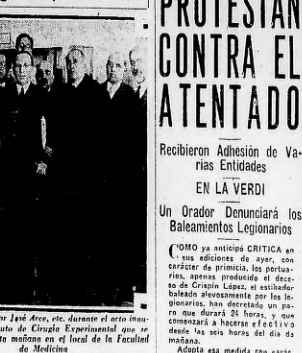 PROTESTAN
CONTRA EL
ATENTADO
Recibieron Adhesión de Va-
rias Entidades
EN LA VERDI
Un Orador Denunciará los
Baleamientos Legionarios
COMO ya anticipó CRITICA en
sus ediciones de ayer, con
carácter de primicia, los portua-
rios, apenas producido el dece-
so de Crispín López, el estibador
baleado alevosamente por los le-
gionarios, han decretado un pa-
ro que durará 24 horas, y que
comenzará a hacerse efectivo
desde las seis horas del día de
mañana.
Adopta esa medida con
or José Arce, etc. durante el acto inau-
uto de Cirugía Experimental que se
ta mañana en el local de la Facultad
de Medicina